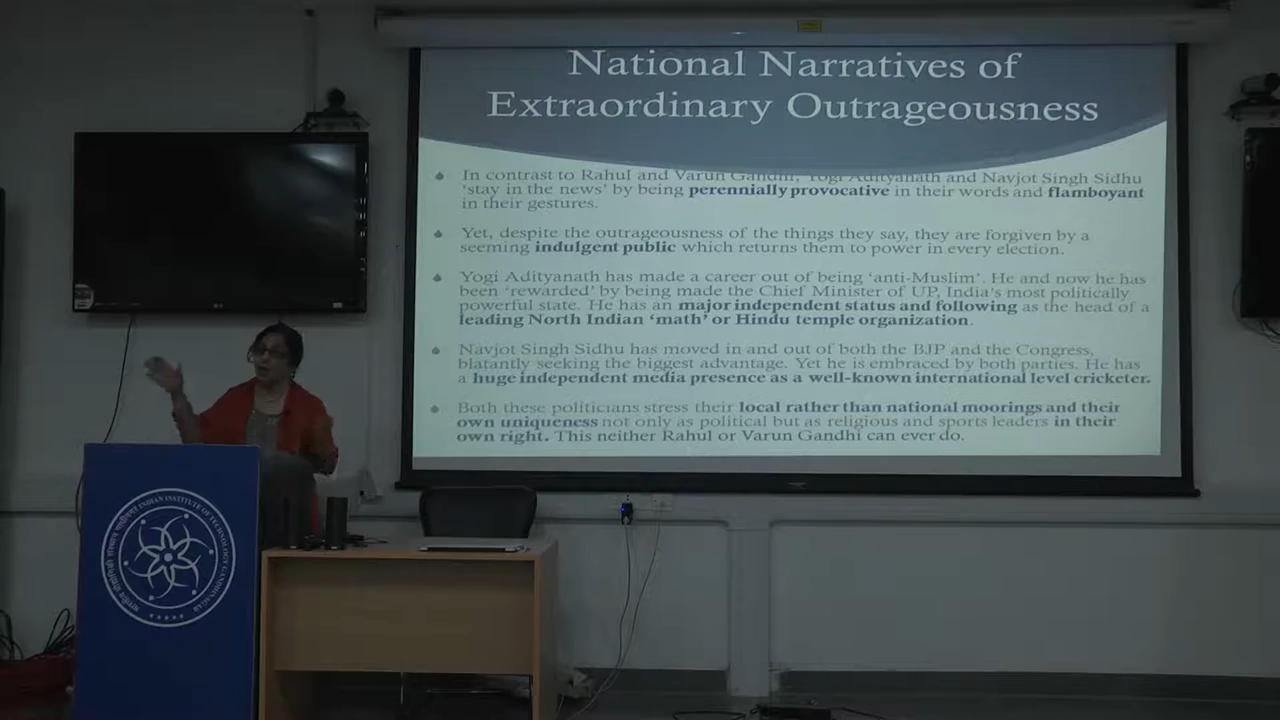 National Narratives of
Extraordinary Outrageousness
In contrast to Rahul and Varun Gandhi, Yogi Adityanath and Navjot Singh Sidhu
'stay in the news' by being perennially provocative in their words and flamboyant
in their gestures.
Yet, despite the outrageousness of the things they say, they are forgiven by a
seeming indulgent public which returns them to power in every election.
Yogi Adityanath has made a career out of being 'anti-Muslim'. He and now he has
been 'rewarded' by being made the Chief Minister of UP, India's most politically
powerful state. He has an major independent status and following as the head of a
leading North Indian 'math' or Hindu temple organization.
Navjot Singh Sidhu has moved in and out of both the BJP and the Congress,
blatantly seeking the biggest advantage. Yet he is embraced by both parties. He has
a huge independent media presence as a well-known international level cricketer.
Both these politicians stress their local rather than national moorings and their
own uniqueness not only as political but as religious and sports leaders in their
own right. This neither Rahul or Varun Gandhi can ever do.
भारतीय प्रौद्योगिकी संस्थान गांधीनगर
INDIAN INSTITUTE OF TECHNOLOGY GANDHINAGAR